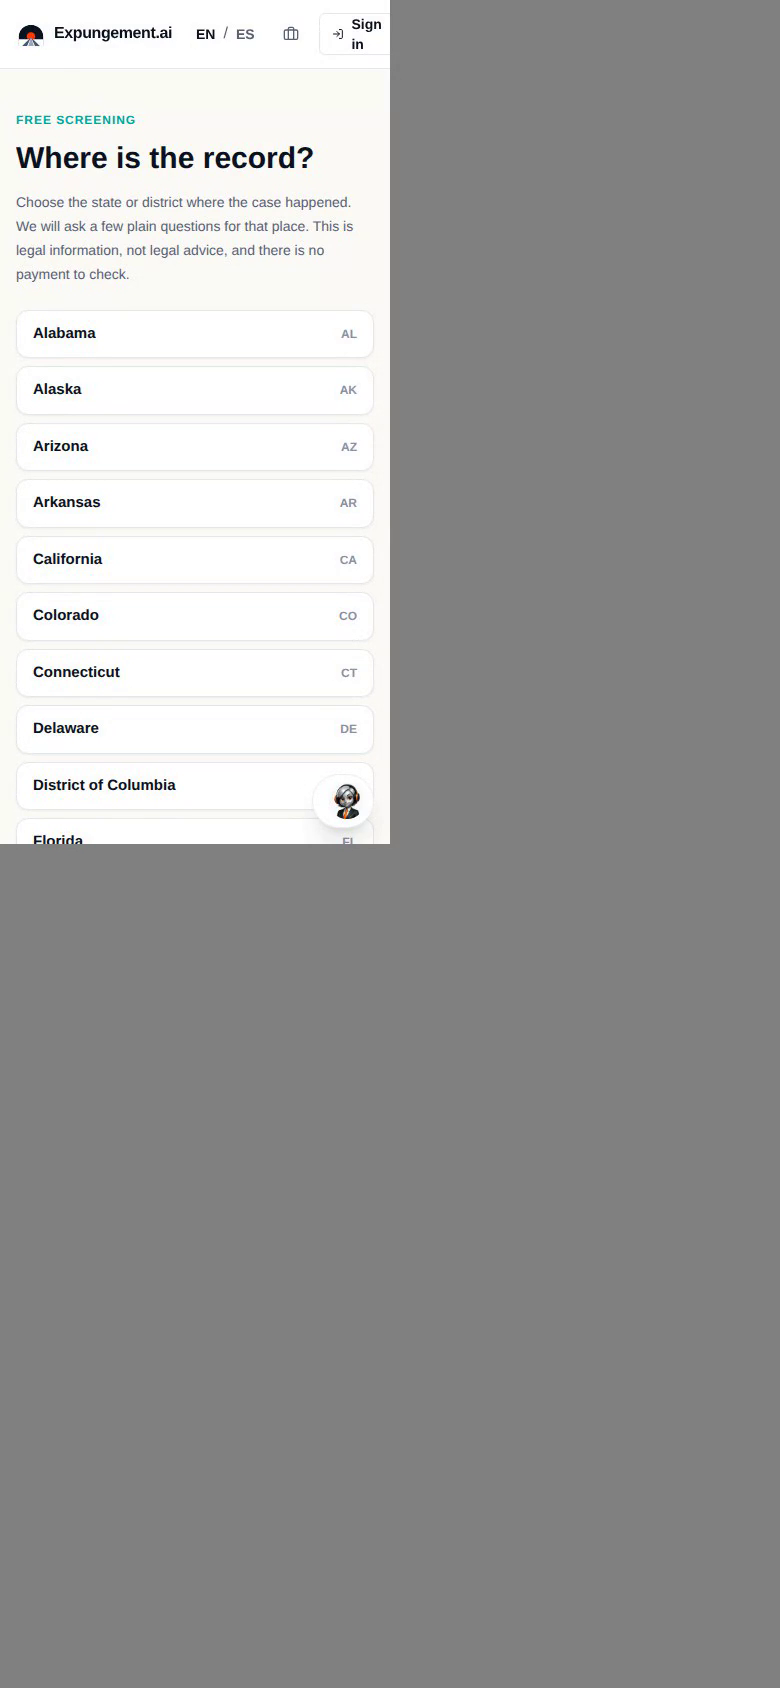 Expungement.ai EN / ES Sign in
FREE SCREENING
Where is the record?
Choose the state or district where the case happened.
We will ask a few plain questions for that place. This is
legal information, not legal advice, and there is no
payment to check.
Alabama AL
Alaska AK
Arizona AZ
Arkansas AR
California CA
Colorado CO
Connecticut CT
Delaware DE
District of Columbia
Florida FL